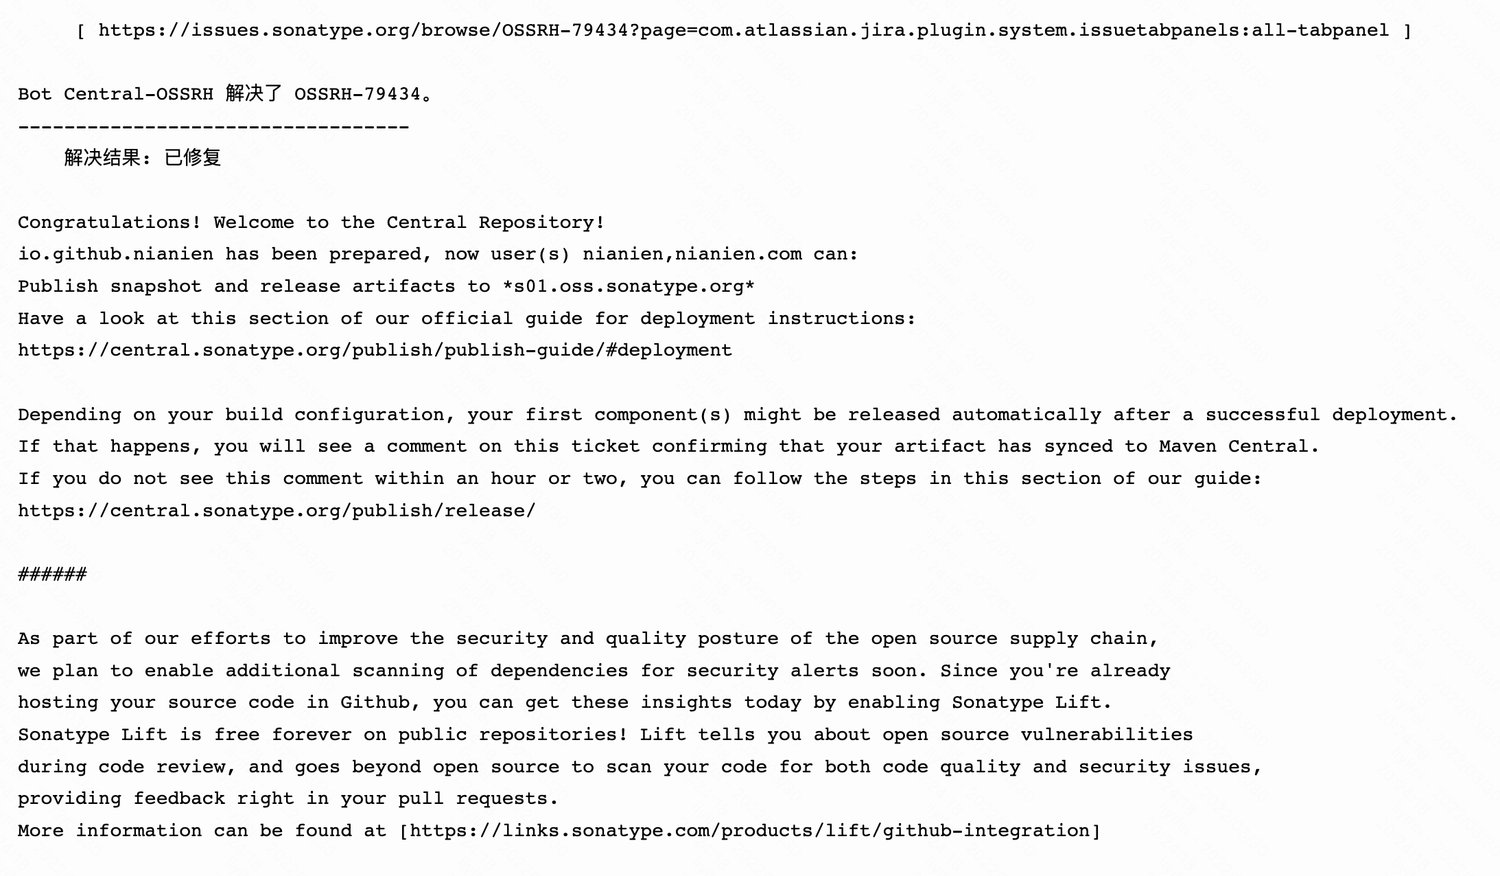 [ https://issues.sonatype.org/browse/OSSRH-79434?page=com.atlassian.jira.plugin.system.issuetabpanels:all-tabpanel ]
Bot Central-OSSRH 解决了 OSSRH-79434。
----------------------------------
解决结果: 已修复
Congratulations! Welcome to the Central Repository!
io.github.nianien has been prepared, now user(s) nianien,nianien.com can:
Publish snapshot and release artifacts to *s01.oss.sonatype.org*
Have a look at this section of our official guide for deployment instructions:
https://central.sonatype.org/publish/publish-guide/#deployment
Depending on your build configuration, your first component(s) might be released automatically after a successful deployment.
If that happens, you will see a comment on this ticket confirming that your artifact has synced to Maven Central.
If you do not see this comment within an hour or two, you can follow the steps in this section of our guide:
https://central.sonatype.org/publish/release/
######
As part of our efforts to improve the security and quality posture of the open source supply chain,
we plan to enable additional scanning of dependencies for security alerts soon. Since you're already
hosting your source code in Github, you can get these insights today by enabling Sonatype Lift.
Sonatype Lift is free forever on public repositories! Lift tells you about open source vulnerabilities
during code review, and goes beyond open source to scan your code for both code quality and security issues,
providing feedback right in your pull requests.
More information can be found at [https://links.sonatype.com/products/lift/github-integration]